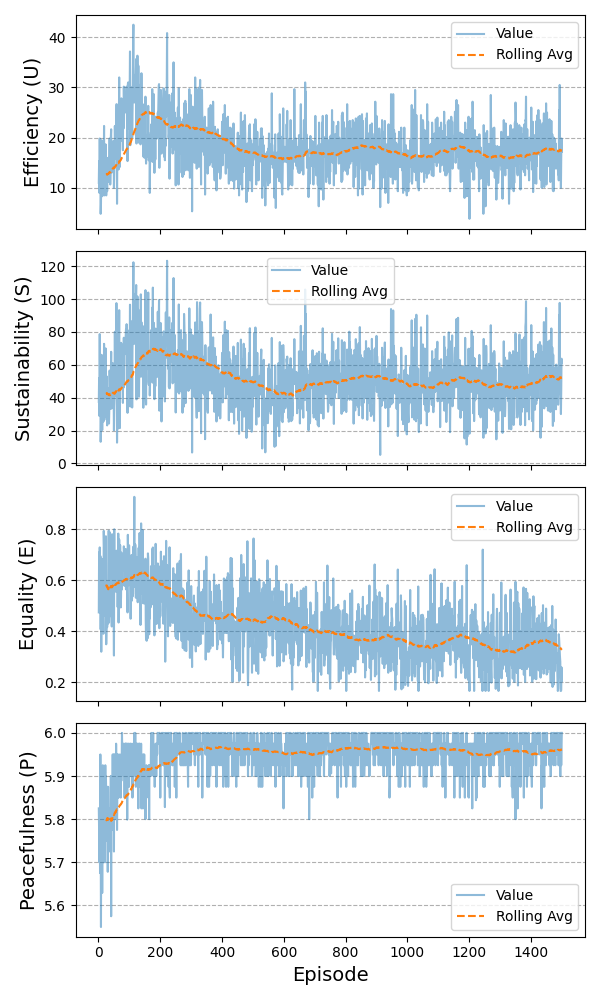 Efficiency (U)
40
30
20
10
Value
Rolling Avg
Sustainability (S)
120
100
80
60
40
20
0
Value
Rolling Avg
Equality (E)
0.8
0.6
0.4
0.2
Value
Rolling Avg
Peacefulness (P)
6.0
5.9
5.8
5.7
5.6
Value
Rolling Avg
0 200 400 600 800 1000 1200 1400
Episode